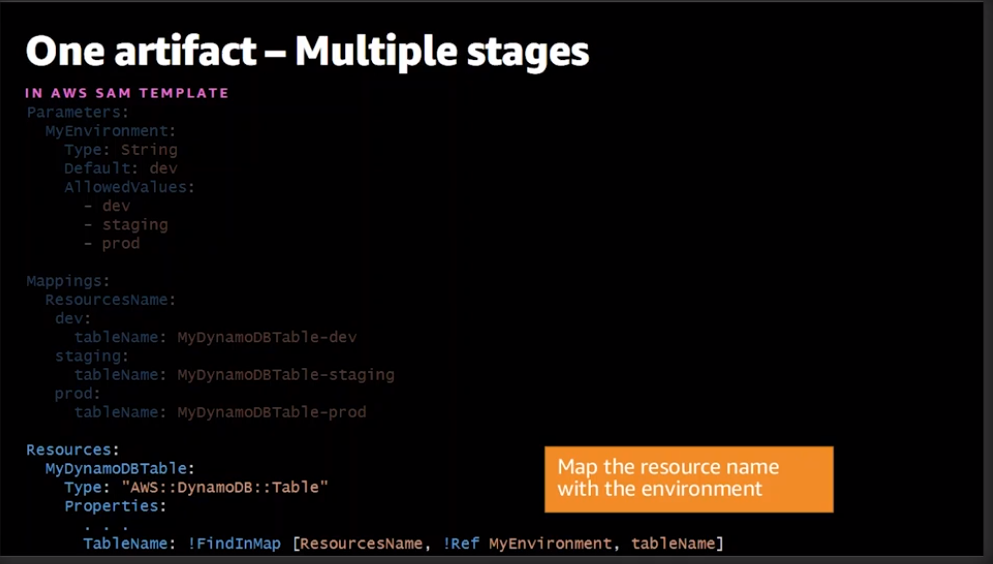 One artifact – Multiple stages
IN AWS SAM TEMPLATE
Parameters:
  MyEnvironment:
    Type: String
    Default: dev
    AllowedValues:
      - dev
      - staging
      - prod
Mappings:
  ResourcesName:
   dev:
     tableName: MyDynamoDBTable-dev
   staging:
     tableName: MyDynamoDBTable-staging
   prod:
     tableName: MyDynamoDBTable-prod
Resources:
  MyDynamoDBTable:
    Type: "AWS::DynamoDB::Table"
    Properties:
      . . .
      TableName: !FindInMap [ResourcesName, !Ref MyEnvironment, tableName]
Map the resource name
with the environment